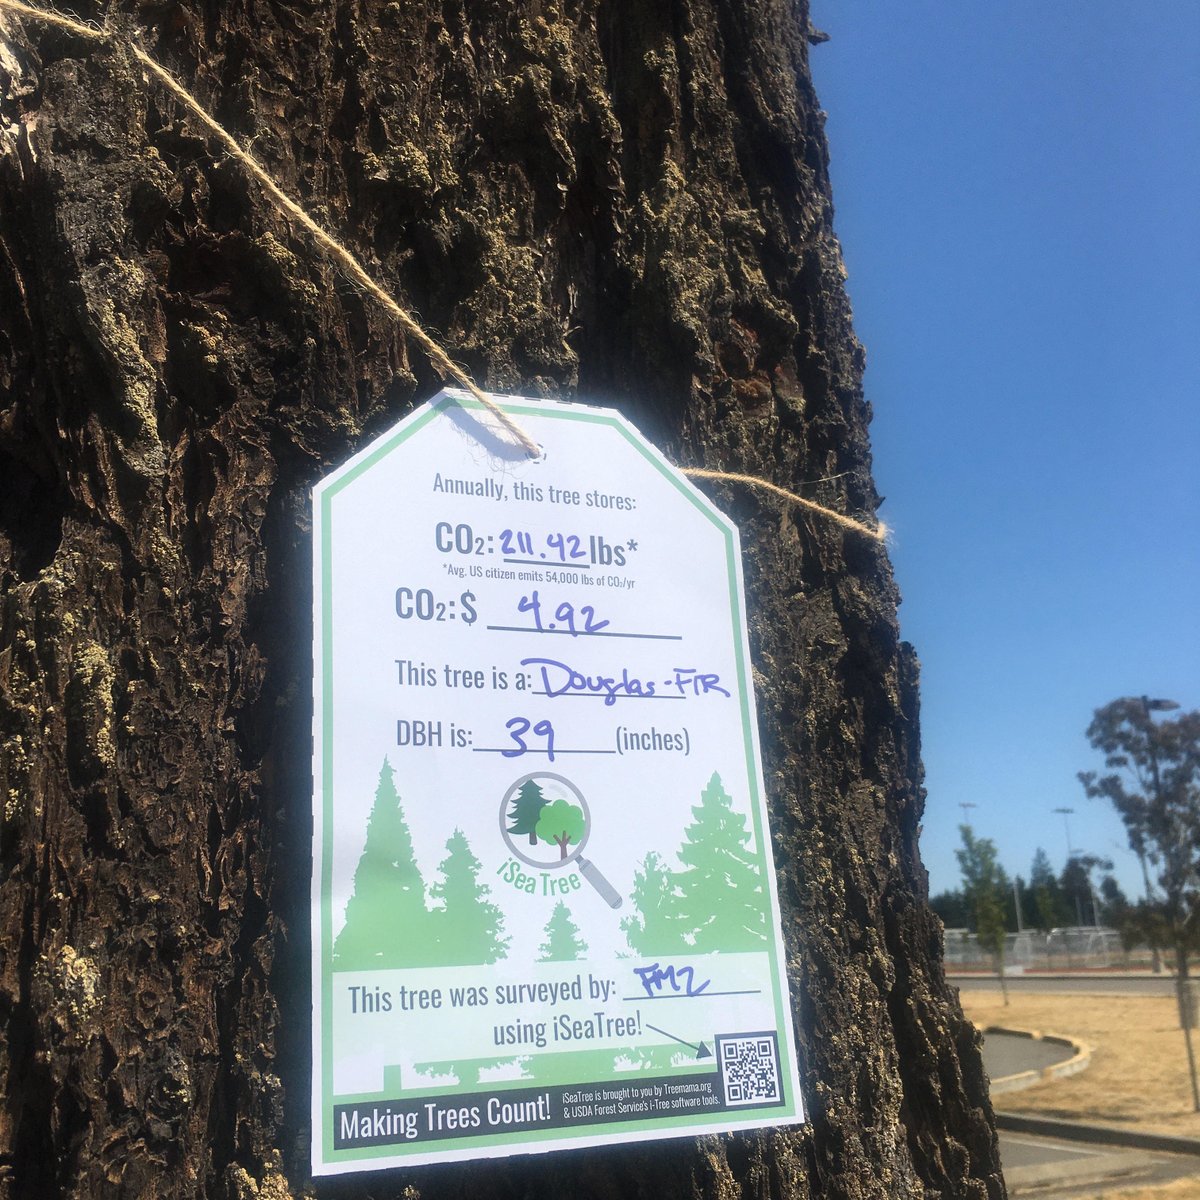 Annually, this tree stores:
CO2: 211.42 lbs*
*Avg. US citizen emits 54,000 lbs of CO2/yr
CO2: $ 4.92
This tree is a: Douglas-FIR
DBH is: 39 (inches)
iSea Tree
This tree was surveyed by: FMZ
using iSeaTree!
Making Trees Count!
iSeaTree is brought to you by Treemama.org
& USDA Forest Service's i-Tree software tools.